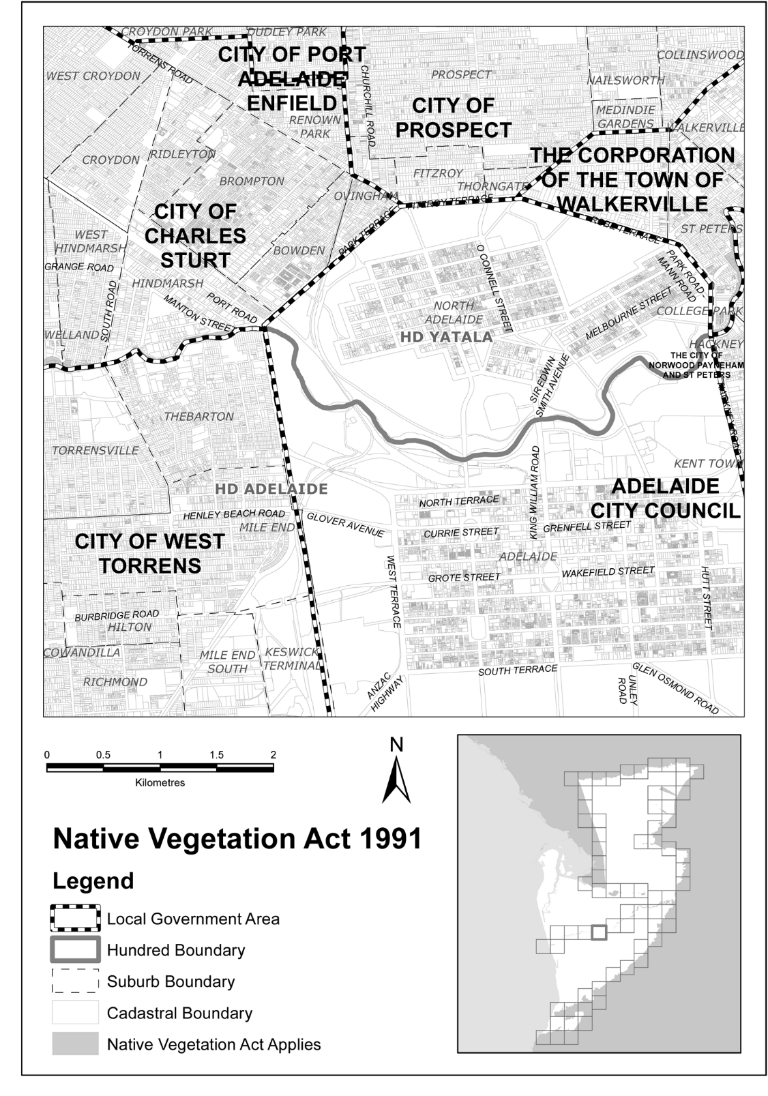 CROYDON PARK
DUDLEY PARK
TORRENS ROAD
CITY OF PORT
ADELAIDE
ENFIELD
COLLINSWOOD
WEST CROYDON
CHURCHILL ROAD
PROSPECT
NAILSWORTH
CITY OF
PROSPECT
MEDINDIE
GARDENS
WALKERVILLE
RENOWN
PARK
CROYDON
RIDLEYTON
BROMPTON
FITZROY
THORNGATE
THE CORPORATION
OF THE TOWN OF
WALKERVILLE
OVINGHAM
CITY OF
CHARLES
STURT
PARK TERRACE
ST PETERS
WEST
HINDMARSH
BOWDEN
GRANGE ROAD
HINDMARSH
SOUTH ROAD
PORT ROAD
MANTON STREET
O CONNELL STREET
PARK ROAD
MANN ROAD
NORTH
ADELAIDE
HD YATALA
MELBOURNE STREET
COLLEGE PARK
WELLAND
HACKNEY
THE CITY OF
NORWOOD PAYNEHAM
AND ST PETERS
SIR EDWIN
SMITH AVENUE
THEBARTON
TORRENSVILLE
KENT TOWN
HD ADELAIDE
ADELAIDE
CITY COUNCIL
KING WILLIAM ROAD
NORTH TERRACE
HENLEY BEACH ROAD
MILE END
GLOVER AVENUE
CURRIE STREET
GRENFELL STREET
CITY OF WEST
TORRENS
ADELAIDE
WEST TERRACE
GROTE STREET
WAKEFIELD STREET
HUTT STREET
BURBRIDGE ROAD
HILTON
COWANDILLA
MILE END
SOUTH
KESWICK
TERMINAL
RICHMOND
ANZAC
HIGHWAY
SOUTH TERRACE
UNLEY
ROAD
GLEN OSMOND ROAD
0 0.5 1 1.5 2
Kilometres
N
Native Vegetation Act 1991
Legend
Local Government Area
Hundred Boundary
Suburb Boundary
Cadastral Boundary
Native Vegetation Act Applies